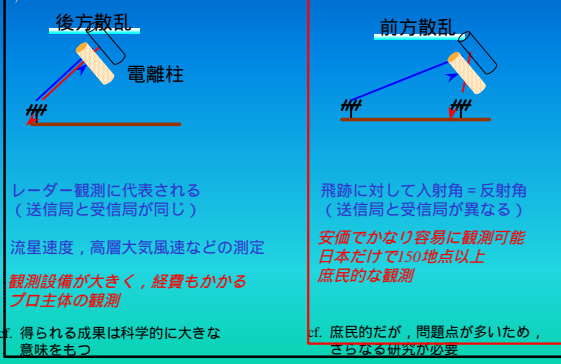 後方散乱
電離柱
レーダー観測に代表される
（送信局と受信局が同じ）
流星速度，高層大気風速などの測定
観測設備が大きく，経費もかかる
プロ主体の観測
cf. 得られる成果は科学的に大きな
意味をもつ
前方散乱
飛跡に対して入射角＝反射角
（送信局と受信局が異なる）
安価でかなり容易に観測可能
日本だけで150地点以上
庶民的な観測
cf. 庶民的だが，問題点が多いため，
さらなる研究が必要